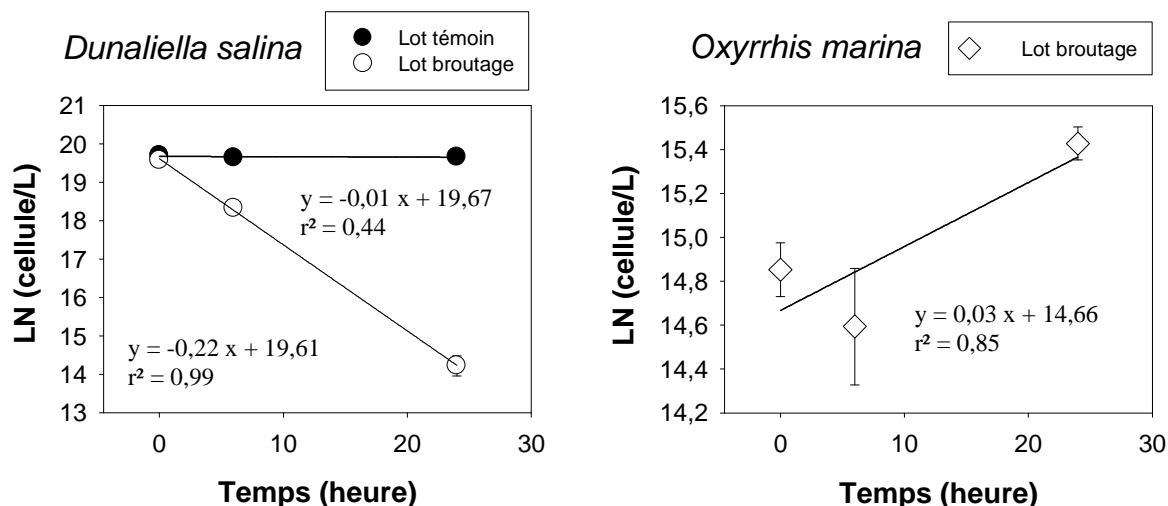 Dunaliella salina
Lot témoin
Lot broutage
LN (cellule/L)
21
20
19
18
17
16
15
14
13
y = -0,01 x + 19,67
r² = 0,44
y = -0,22 x + 19,61
r² = 0,99
0
10
20
30
Temps (heure)
Oxyrrhis marina
Lot broutage
LN (cellule/L)
15,6
15,4
15,2
15,0
14,8
14,6
14,4
14,2
y = 0,03 x + 14,66
r² = 0,85
0
10
20
30
Temps (heure)